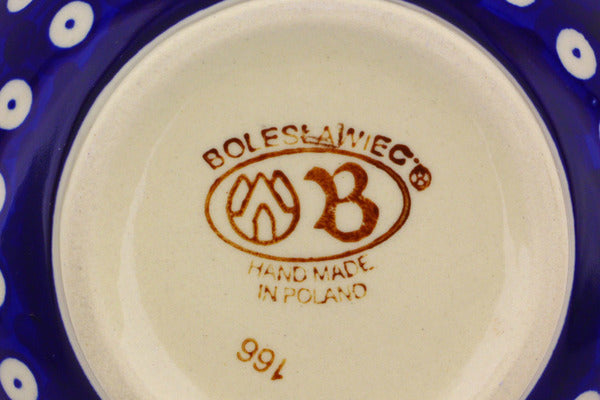 BOLESŁAWIEC
B
HAND MADE
IN POLAND
166